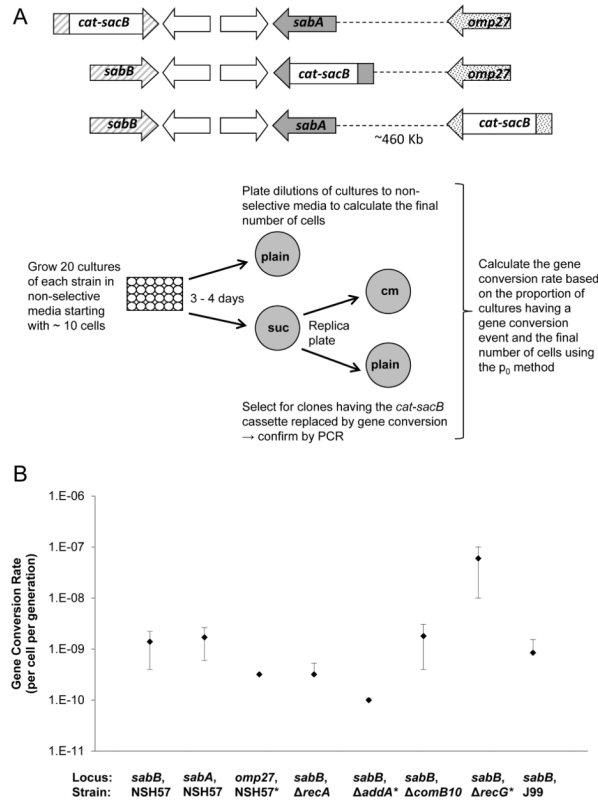 A
cat-sacB
sabA
omp27
sabB
cat-sacB
omp27
sabB
sabA
cat-sacB
~460 Kb
Plate dilutions of cultures to non-
selective media to calculate the final
number of cells
Grow 20 cultures
of each strain in
non-selective
media starting
with ~ 10 cells
3 - 4 days
plain
suc
Replica
plate
cm
plain
Select for clones having the cat-sacB
cassette replaced by gene conversion
→ confirm by PCR
Calculate the gene
conversion rate based
on the proportion of
cultures having a
gene conversion
event and the final
number of cells using
the p0 method
B
Gene Conversion Rate
(per cell per generation)
1.E-06
1.E-07
1.E-08
1.E-09
1.E-10
1.E-11
Locus: sabB, sabA, omp27, sabB, sabB, sabB, sabB, sabB,
Strain: NSH57 NSH57 NSH57* ΔrecA ΔaddA* ΔcomB10 ΔrecG* J99